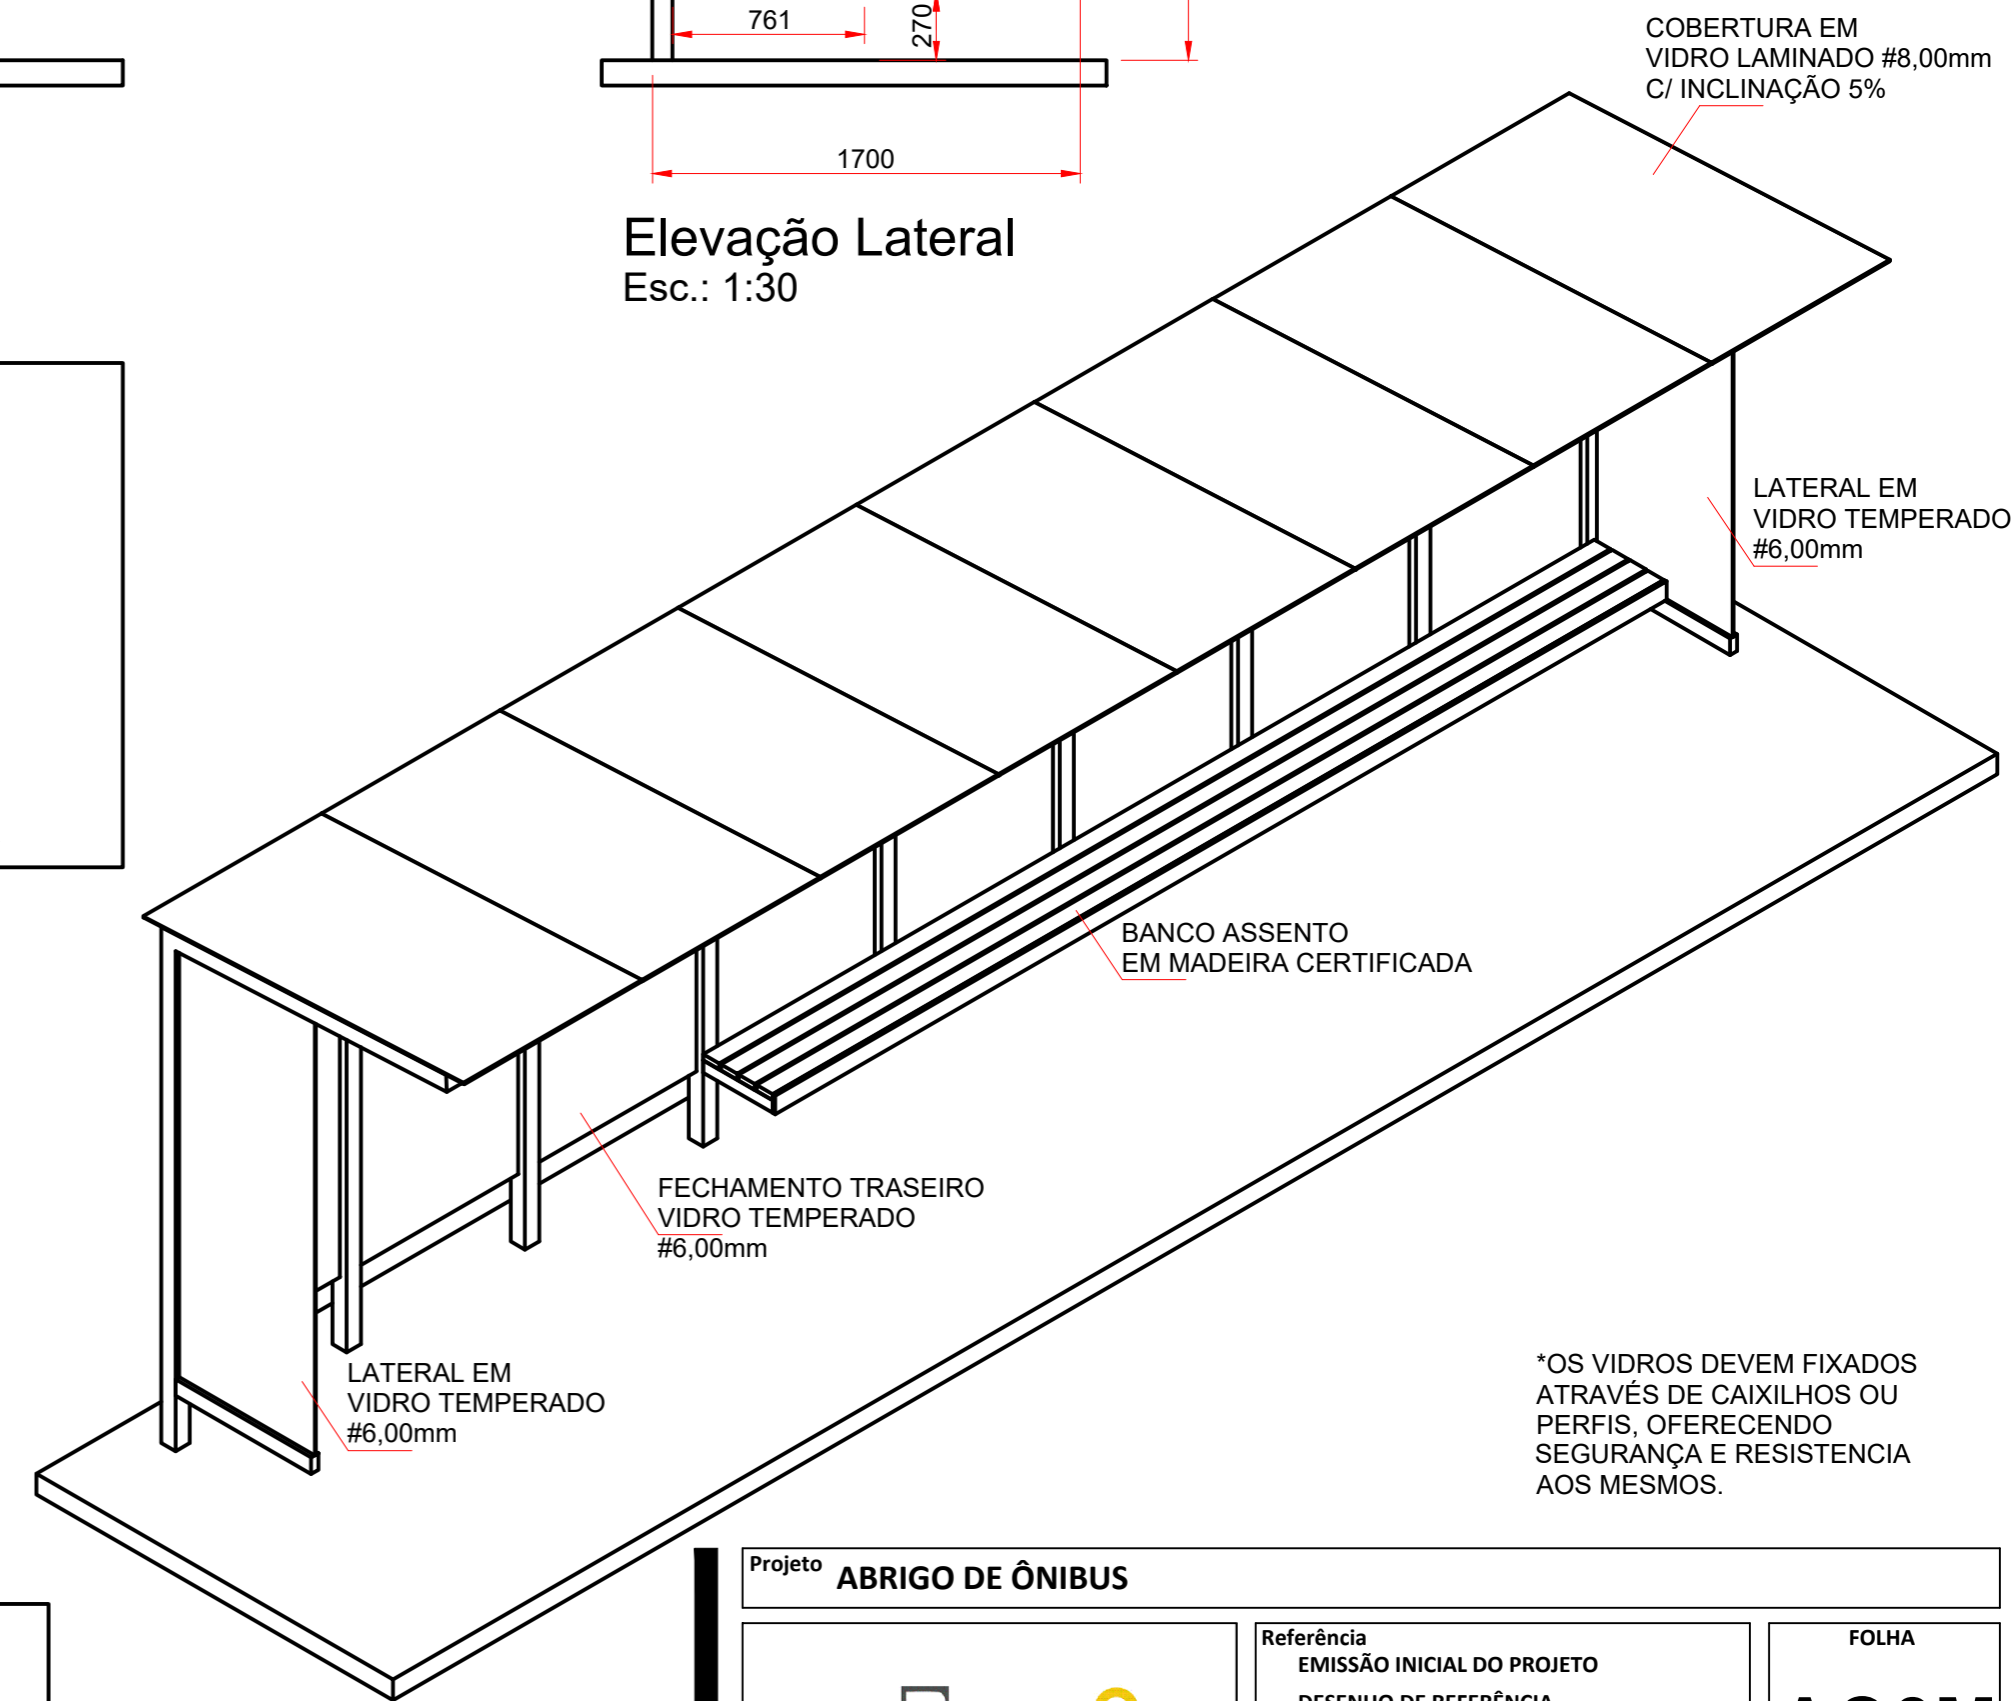 761
270
1700
Elevação Lateral
Esc.: 1:30
COBERTURA EM
VIDRO LAMINADO #8,00mm
C/ INCLINAÇÃO 5%
LATERAL EM
VIDRO TEMPERADO
#6,00mm
BANCO ASSENTO
EM MADEIRA CERTIFICADA
FECHAMENTO TRASEIRO
VIDRO TEMPERADO
#6,00mm
LATERAL EM
VIDRO TEMPERADO
#6,00mm
*OS VIDROS DEVEM FIXADOS
ATRAVÉS DE CAIXILHOS OU
PERFIS, OFERECENDO
SEGURANÇA E RESISTENCIA
AOS MESMOS.
Projeto ABRIGO DE ÔNIBUS
Referência
EMISSÃO INICIAL DO PROJETO
DESENHO DE REFERÊNCIA
FOLHA